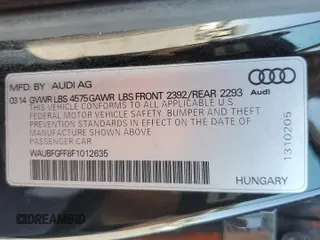 MFD BY AUDI AG
03 14 GVWR LBS 4575 GAWR LBS FRONT 2392/REAR 2293
THIS VEHICLE CONFORMS TO ALL APPLICABLE U.S.
FEDERAL MOTOR VEHICLE SAFETY, BUMPER AND THEFT
PREVENTION STANDARDS IN EFFECT ON THE DATE OF
MANUFACTURE SHOWN ABOVE
PASSENGER CAR
WAUBFGFF8F1012635
HUNGARY
Audi
1310205
DREAMBID